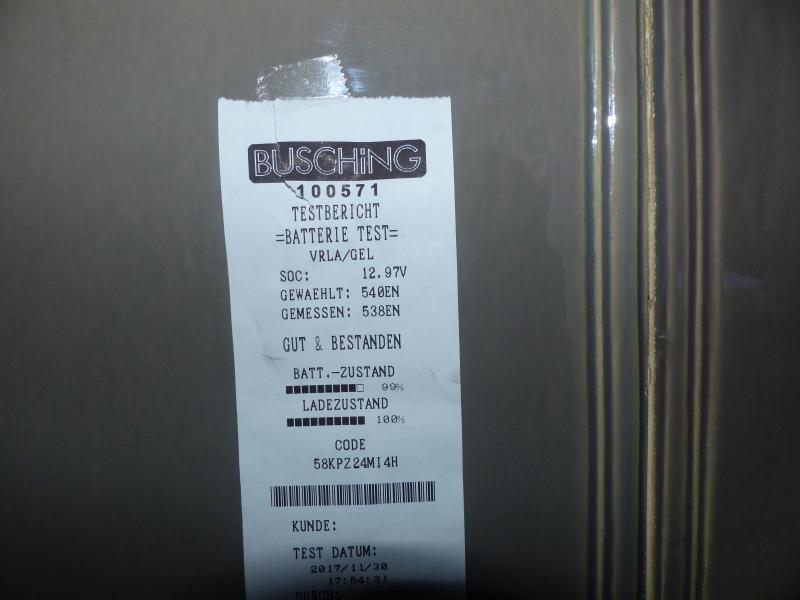 BUSCHiNG
100571
TESTBERICHT
=BATTERIE TEST=
VRLA/GEL
SOC: 12.97V
GEWAEHLT: 540EN
GEMESSEN: 538EN
GUT & BESTANDEN
BATT.-ZUSTAND
99%
LADEZUSTAND
100%
CODE
58KPZ24MI4H
KUNDE:
TEST DATUM:
2017/11/30
17:54:31
DURCH: